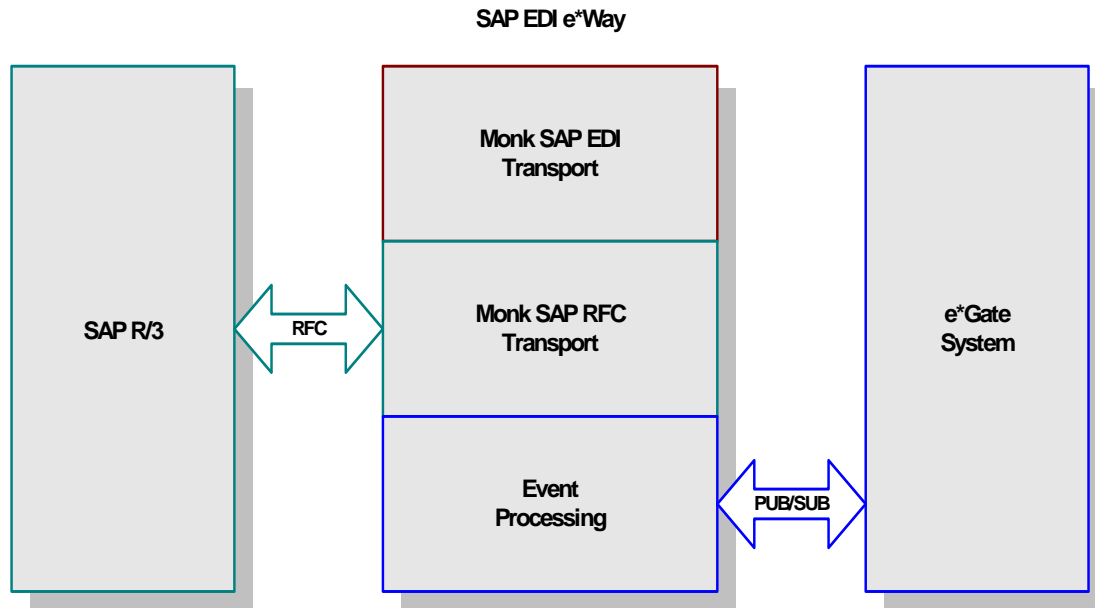 SAP EDI e*Way
Monk SAP EDI
Transport
SAP R/3
RFC
Monk SAP RFC
Transport
e*Gate
System
Event
Processing
PUB/SUB